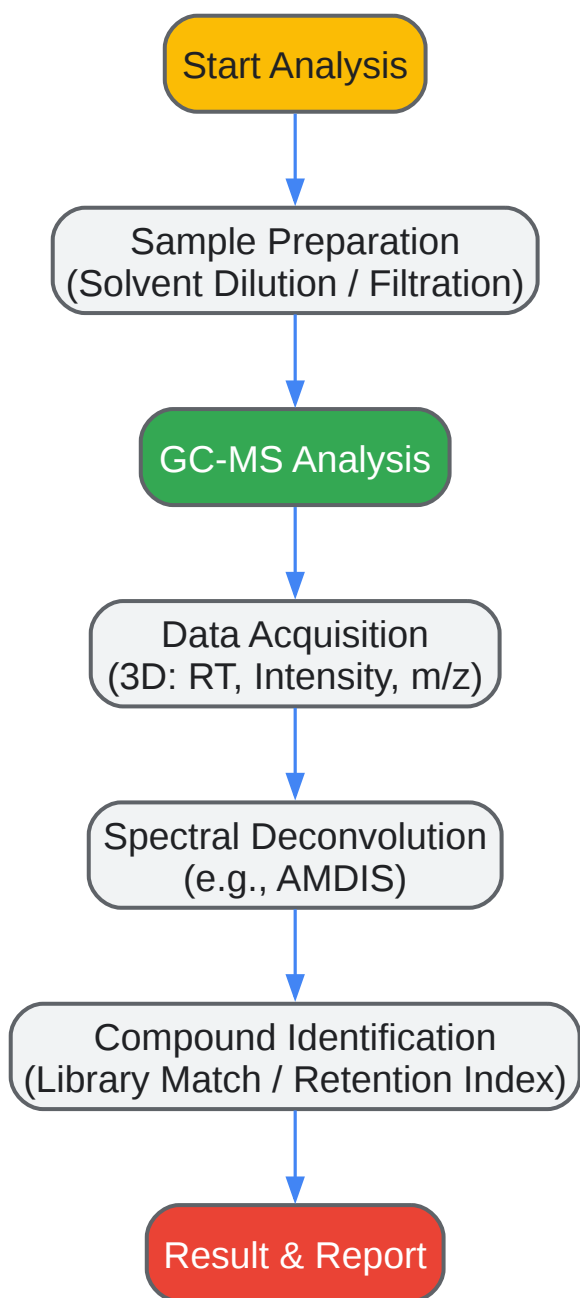 Start Analysis
Sample Preparation
(Solvent Dilution / Filtration)
GC-MS Analysis
Data Acquisition
(3D: RT, Intensity, m/z)
Spectral Deconvolution
(e.g., AMDIS)
Compound Identification
(Library Match / Retention Index)
Result & Report